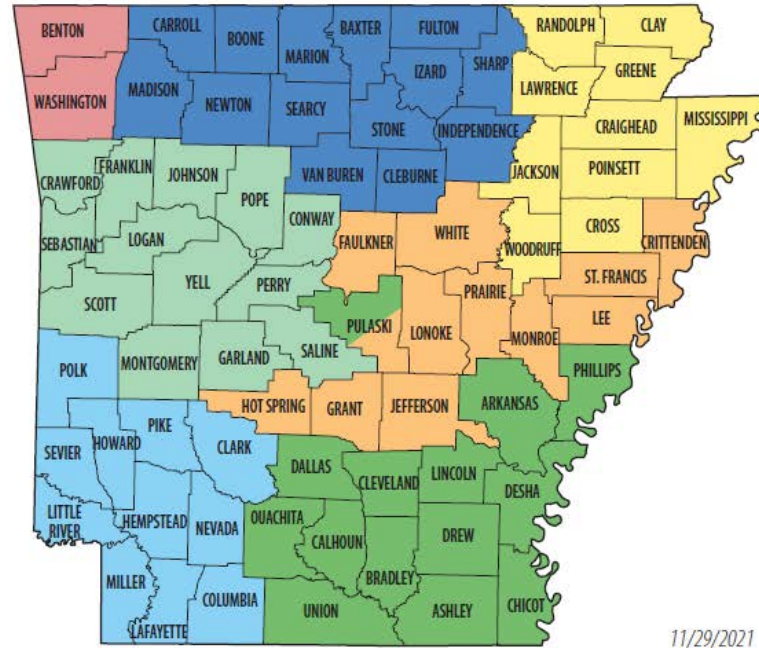 BENTON
CARROLL
BOONE
MARION
BAXTER
FULTON
RANDOLPH
CLAY
IZARD
SHARP
GREENE
WASHINGTON
MADISON
NEWTON
SEARCY
LAWRENCE
MISSISSIPPI
STONE
INDEPENDENCE
CRAIGHEAD
CRAWFORD
FRANKLIN
JOHNSON
VAN BUREN
CLEBURNE
JACKSON
POINSETT
POPE
CONWAY
WHITE
SEBASTIAN
LOGAN
FAULKNER
WOODRUFF
CROSS
CRITTENDEN
YELL
PERRY
ST. FRANCIS
SCOTT
PRAIRIE
PULASKI
LONOKE
MONROE
LEE
SALINE
POLK
MONTGOMERY
GARLAND
PHILLIPS
HOT SPRING
GRANT
JEFFERSON
ARKANSAS
PIKE
SEVIER
HOWARD
CLARK
DALLAS
CLEVELAND
LINCOLN
DESHA
LITTLE
RIVER
HEMPSTEAD
NEVADA
OUACHITA
CALHOUN
DREW
BRADLEY
MILLER
COLUMBIA
UNION
ASHLEY
CHICOT
LAFAYETTE
11/29/2021